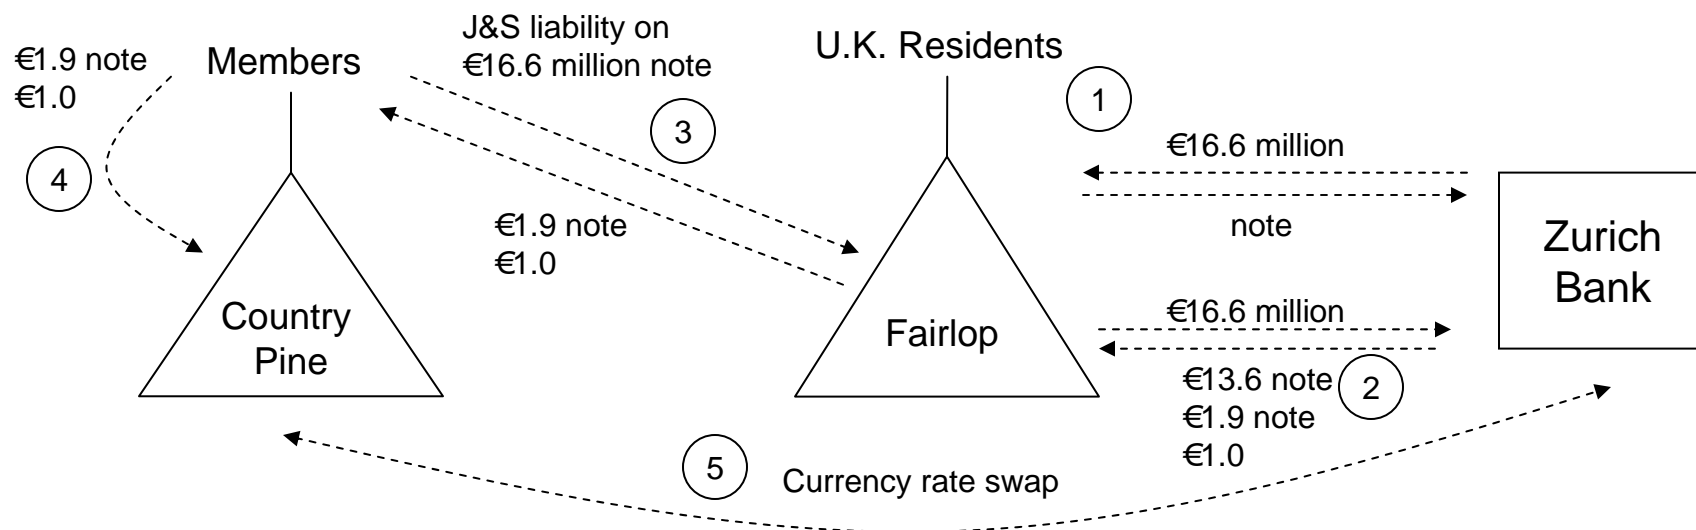 €1.9 note
€1.0
Members
J&S liability on
€16.6 million note
U.K. Residents
1
3
€16.6 million
4
note
€1.9 note
€1.0
Zurich
Bank
Country
Pine
Fairlop
€16.6 million
€13.6 note
€1.9 note
€1.0
2
5
Currency rate swap